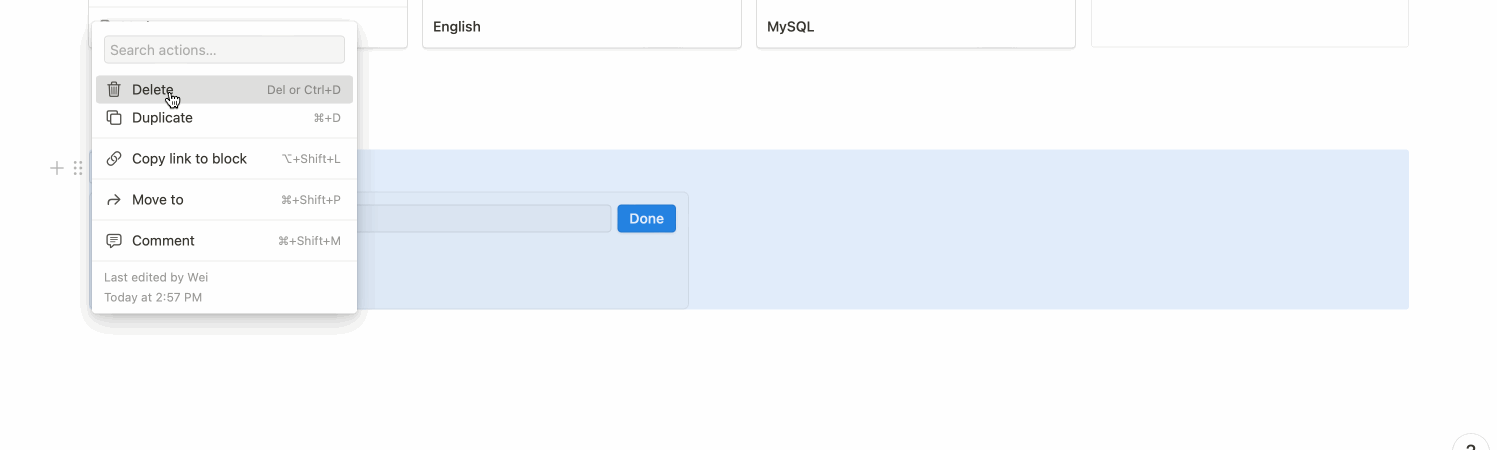 English
MySQL
Search actions...
Delete Del or Ctrl+D
Duplicate ⌘+D
Copy link to block ⌥+Shift+L
Move to ⌘+Shift+P
Done
Comment ⌘+Shift+M
Last edited by Wei
Today at 2:57 PM